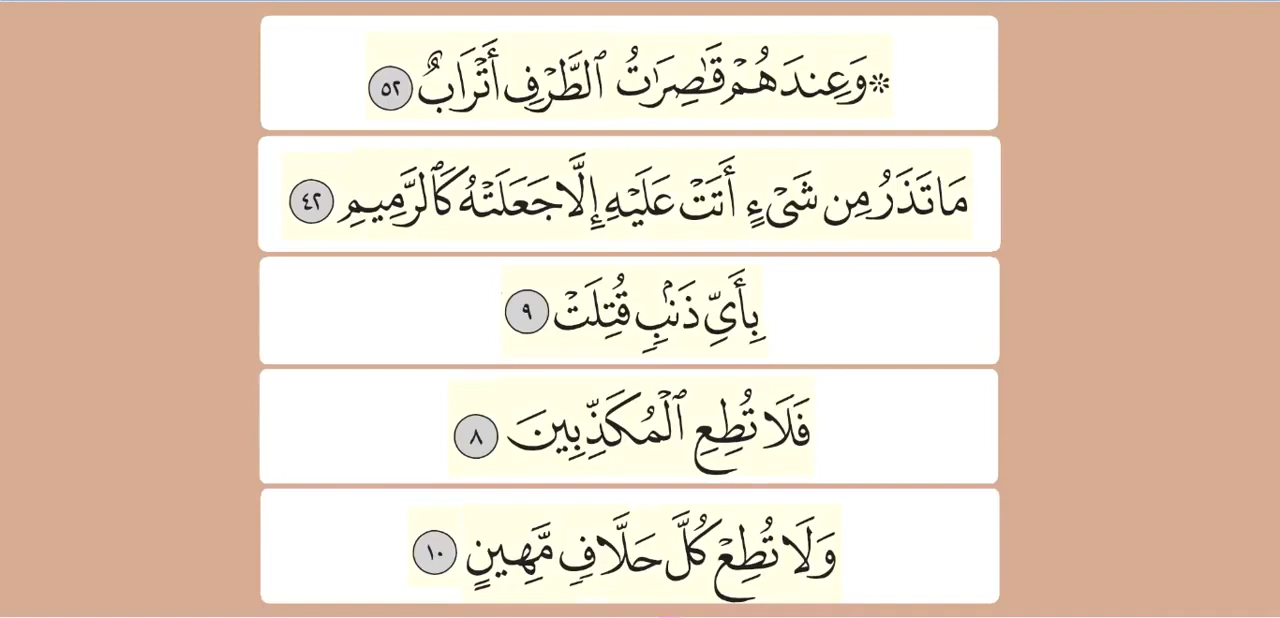 ۞ وَعِندَهُمْ قَٰصِرَٰتُ ٱلطَّرْفِ أَتْرَابٌ ٥٢
مَا تَذَرُ مِن شَىْءٍ أَتَتْ عَلَيْهِ إِلَّا جَعَلَتْهُ كَٱلرَّمِيمِ ٤٢
بِأَىِّ ذَنۢبٍ قُتِلَتْ ٩
فَلَا تُطِعِ ٱلْمُكَذِّبِينَ ٨
وَلَا تُطِعْ كُلَّ حَلَّافٍ مَّهِينٍ ١٠